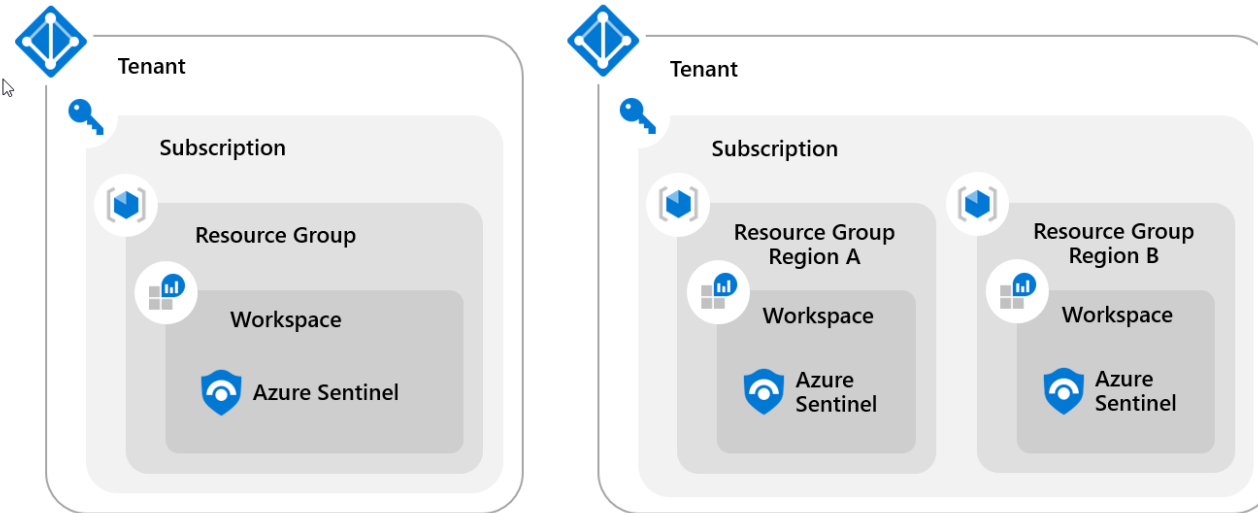 Tenant
Subscription
Resource Group
Workspace
Azure Sentinel
Tenant
Subscription
Resource Group
Region A
Workspace
Azure
Sentinel
Resource Group
Region B
Workspace
Azure
Sentinel